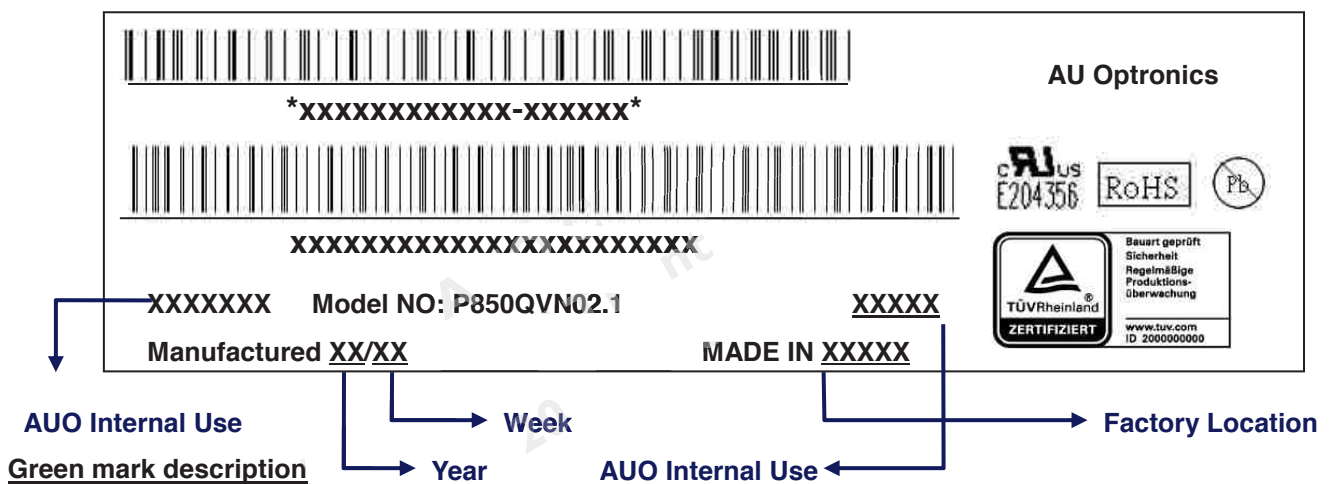 AU Optronics
*xxxxxxxxxxxx-xxxxxx*
c RU us
E204356
RoHS
Pb
xxxxxxxxxxxxxxxxxxxxxxx
Bauart geprüft
Sicherheit
Regelmäßige
Produktions-
überwachung
TÜVRheinland®
ZERTIFIZIERT
www.tuv.com
ID 2000000000
XXXXXXX Model NO: P850QVN02.1 XXXXX
Manufactured XX/XX MADE IN XXXXX
AUO Internal Use
Week
Factory Location
Green mark description
Year
AUO Internal Use